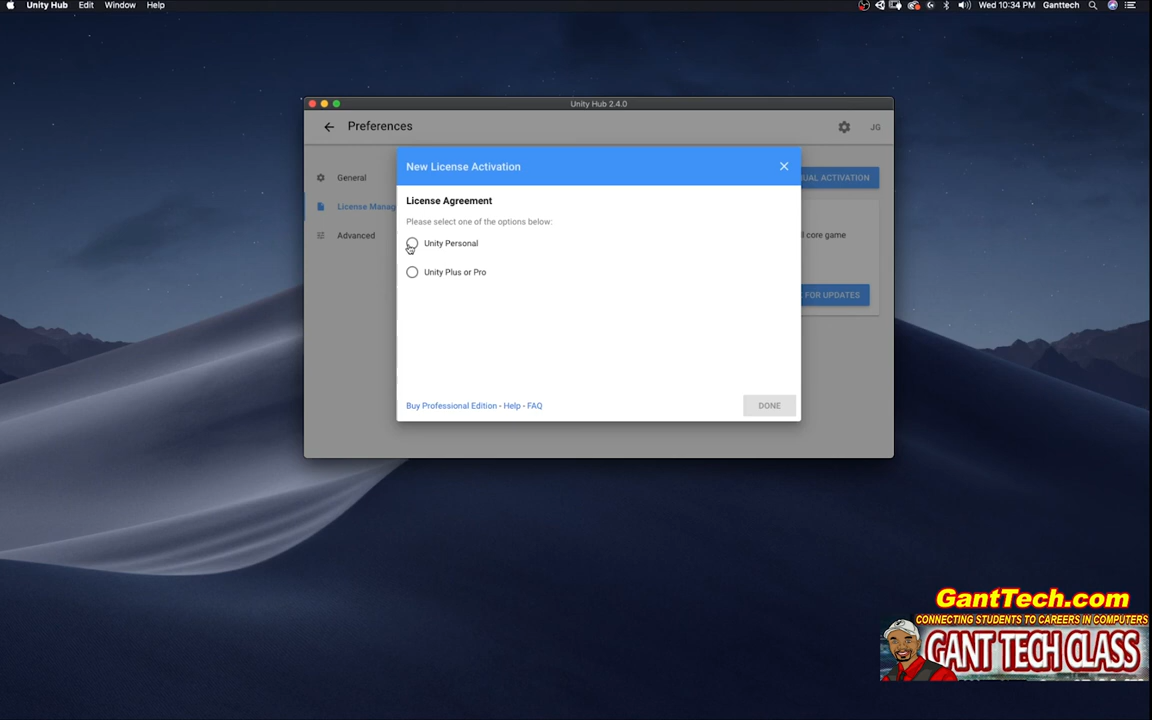 Unity Hub Edit Window Help
Wed 10:34 PM Ganttech
Unity Hub 2.4.0
Preferences
JG
General
License Manag
Advanced
UAL ACTIVATION
l core game
FOR UPDATES
New License Activation
License Agreement
Please select one of the options below:
Unity Personal
Unity Plus or Pro
Buy Professional Edition - Help - FAQ
DONE
GantTech.com
CONNECTING STUDENTS TO CAREERS IN COMPUTERS
GANT TECH CLASS